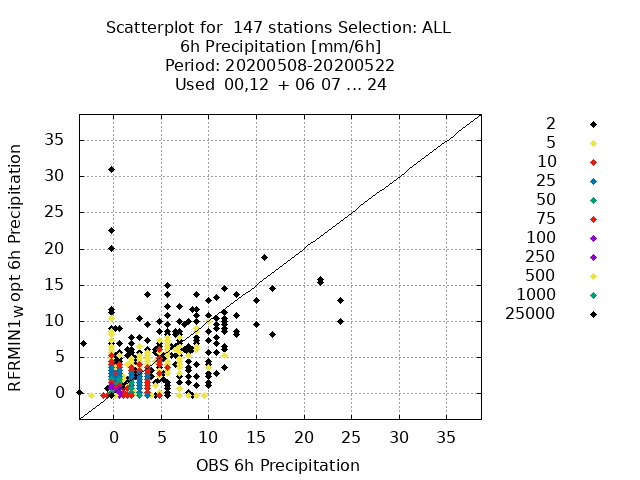 Scatterplot for  147 stations Selection: ALL
6h Precipitation [mm/6h]
Period: 20200508-20200522
Used  00,12  + 06 07 ... 24
RFRMIN1_W opt 6h Precipitation
35
30
25
20
15
10
5
0
0 5 10 15 20 25 30 35
OBS 6h Precipitation
2
5
10
25
50
75
100
250
500
1000
25000